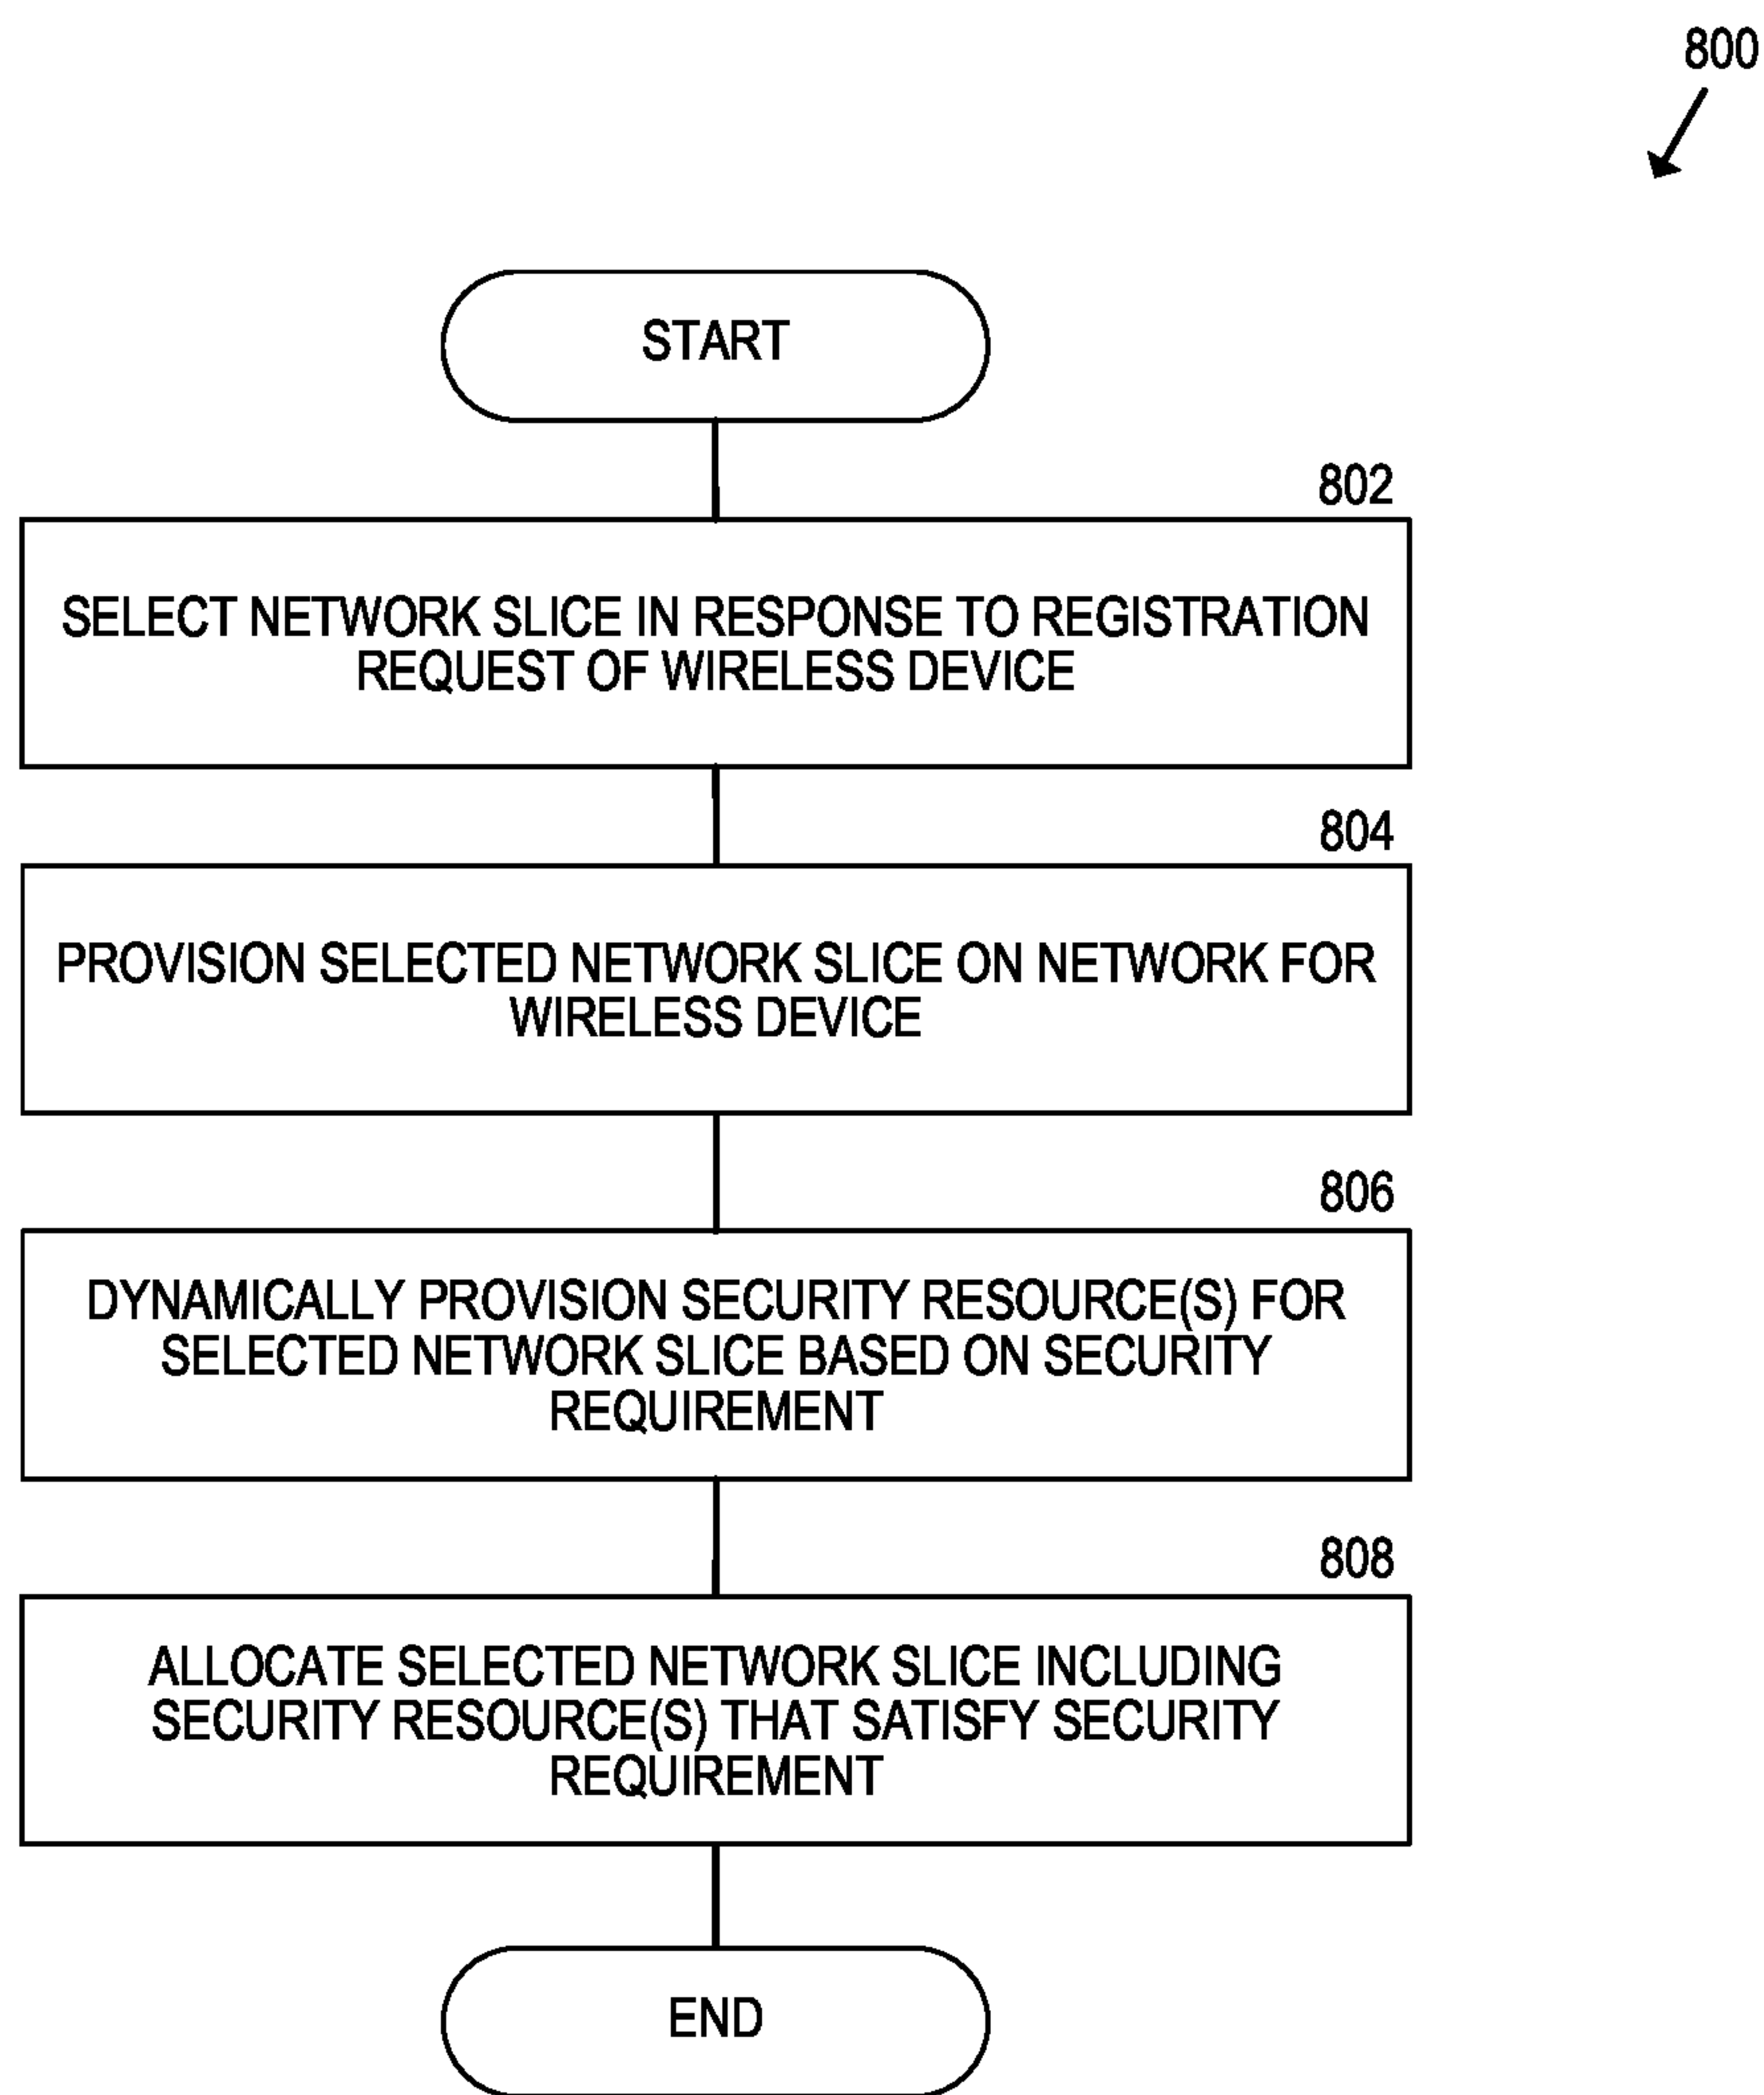 800
START
802
SELECT NETWORK SLICE IN RESPONSE TO REGISTRATION
REQUEST OF WIRELESS DEVICE
804
PROVISION SELECTED NETWORK SLICE ON NETWORK FOR
WIRELESS DEVICE
806
DYNAMICALLY PROVISION SECURITY RESOURCE(S) FOR
SELECTED NETWORK SLICE BASED ON SECURITY
REQUIREMENT
808
ALLOCATE SELECTED NETWORK SLICE INCLUDING
SECURITY RESOURCE(S) THAT SATISFY SECURITY
REQUIREMENT
END